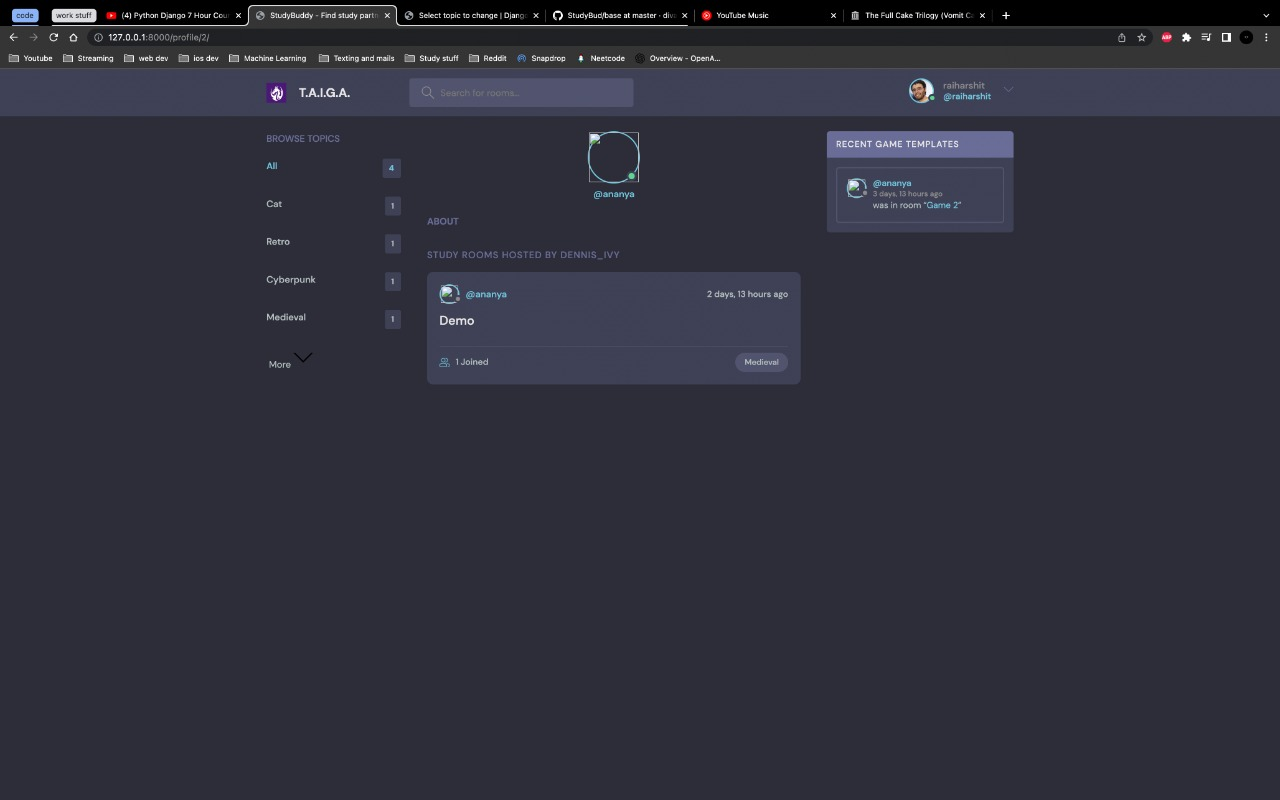 code
work stuff
(4) Python Django 7 Hour Cou
StudyBuddy - Find study partn
Select topic to change | Djang
StudyBud/base at master · div
YouTube Music
The Full Cake Trilogy (Vomit Ca
127.0.0.1:8000/profile/2/
ABP
Youtube
Streaming
web dev
ios dev
Machine Learning
Texting and mails
Study stuff
Reddit
Snapdrop
Neetcode
Overview - OpenA...
T.A.I.G.A.
Search for rooms...
raiharshit
@raiharshit
BROWSE TOPICS
All 4
Cat 1
Retro 1
Cyberpunk 1
Medieval 1
More
@ananya
ABOUT
STUDY ROOMS HOSTED BY DENNIS_IVY
@ananya 2 days, 13 hours ago
Demo
1 Joined Medieval
RECENT GAME TEMPLATES
@ananya
3 days, 13 hours ago
was in room “Game 2”